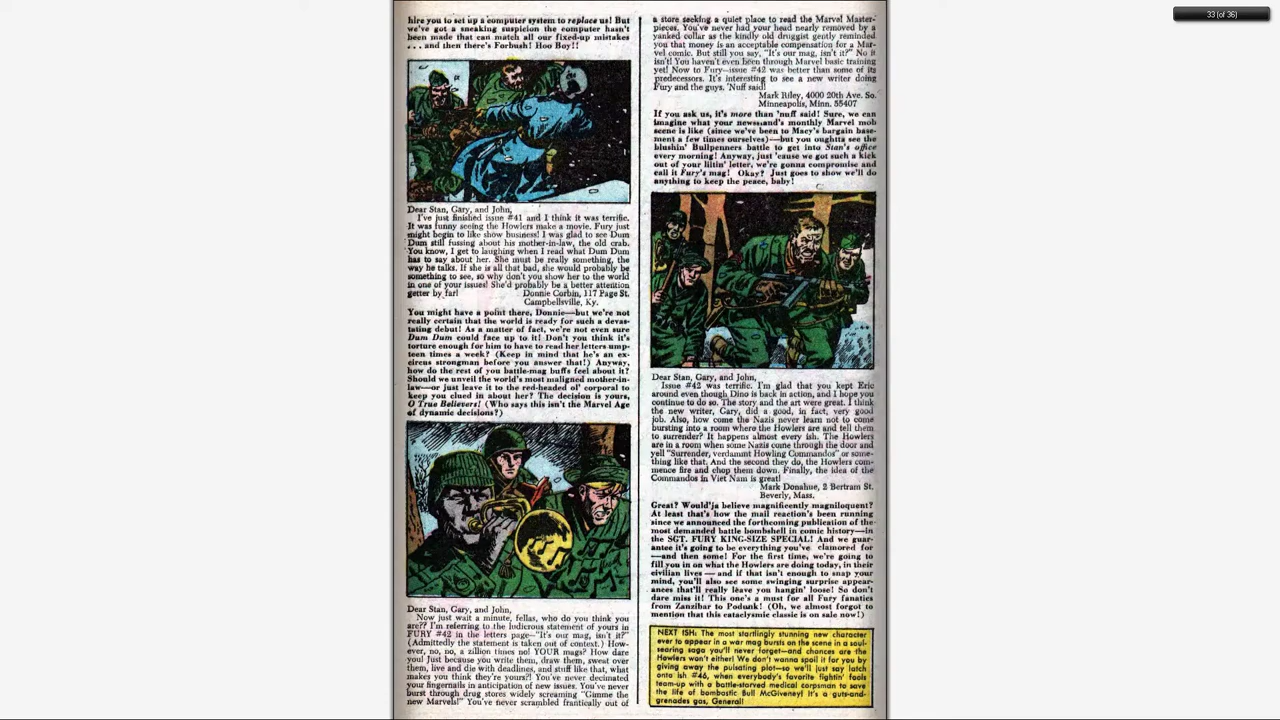 33 (of 36)
hire you to set up a computer system to replace us! But
we've got a sneaking suspicion the computer hasn't
been made that can match all our fixed-up mistakes
. . . and then there's Forbush! Hoo Boy!!
Dear Stan, Gary, and John,
I've just finished issue #41 and I think it was terrific.
It was funny seeing the Howlers make a movie. Fury just
might begin to like show business! I was glad to see Dum
Dum still fussing about his mother-in-law, the old crab.
You know, I get to laughing when I read what Dum Dum
has to say about her. She must be really something, the
way he talks. If she is all that bad, she would probably be
something to see, so why don't you show her to the world
in one of your issues! She'd probably be a better attention
getter by far! Donnie Corbin, 117 Page St.
Campbellsville, Ky.
You might have a point there, Donnie—but we're not
really certain that the world is ready for such a devas-
tating debut! As a matter of fact, we're not even sure
Dum Dum could face up to it! Don't you think it's
torture enough for him to have to read her letters ump-
teen times a week? (Keep in mind that he's an ex-
circus strongman before you answer that!) Anyway,
how do the rest of you battle-mag buffs feel about it?
Should we unveil the world's most maligned mother-in-
law—or just leave it to the red-headed ol' corporal to
keep you clued in about her? The decision is yours,
O True Believers! (Who says this isn't the Marvel Age
of dynamic decisions?)
Dear Stan, Gary, and John,
Now just wait a minute, fellas, who do you think you
are?? I'm referring to the ludicrous statement of yours in
FURY #42 in the letters page—"It's our mag, isn't it?"
(Admittedly the statement is taken out of context.) How-
ever, no, no, a zillion times no! YOUR mags? How dare
you! Just because you write them, draw them, sweat over
them, live and die with deadlines, and stuff like that, what
makes you think they're yours?! You've never decimated
your fingernails in anticipation of new issues. You've never
burst through drug stores widely screaming "Gimme the
new Marvels!" You've never scrambled frantically out of
a store seeking a quiet place to read the Marvel Master-
pieces. You've never had your head nearly removed by a
yanked collar as the kindly old druggist gently reminded
you that money is an acceptable compensation for a Mar-
vel comic. But still you say, "It's our mag, isn't it?" No it
isn't! You haven't even been through Marvel basic training
yet! Now to Fury—issue #42 was better than some of its
predecessors. It's interesting to see a new writer doing
Fury and the guys. 'Nuff said!
Mark Riley, 4000 20th Ave. So.
Minneapolis, Minn. 55407
If you ask us, it's more than 'nuff said! Sure, we can
imagine what your newsstand's monthly Marvel mob
scene is like (since we've been to Macy's bargain base-
ment a few times ourselves)—but you oughtta see the
blushin' Bullpenners battle to get into Stan's office
every morning! Anyway, just 'cause we got such a kick
out of your liltin' letter, we're gonna compromise and
call it Fury's mag! Okay? Just goes to show we'll do
anything to keep the peace, baby!
Dear Stan, Gary, and John,
Issue #42 was terrific. I'm glad that you kept Eric
around even though Dino is back in action, and I hope you
continue to do so. The story and the art were great. I think
the new writer, Gary, did a good, in fact, very good
job. Also, how come the Nazis never learn not to come
bursting into a room where the Howlers are and tell them
to surrender? It happens almost every ish. The Howlers
are in a room when some Nazis come through the door and
yell "Surrender, verdammt Howling Commandos" or some-
thing like that. And the second they do, the Howlers com-
mence fire and chop them down. Finally, the idea of the
Commandos in Viet Nam is great!
Mark Donahue, 2 Bertram St.
Beverly, Mass.
Great? Would'ja believe magnificently magniloquent?
At least that's how the mail reaction's been running
since we announced the forthcoming publication of the
most demanded battle bombshell in comic history—in
the SGT. FURY KING-SIZE SPECIAL! And we guar-
antee it's going to be everything you've clamored for
—and then some! For the first time, we're going to
fill you in on what the Howlers are doing today, in their
civilian lives — and if that isn't enough to snap your
mind, you'll also see some swinging surprise appear-
ances that'll really leave you hangin' loose! So don't
dare miss it! This one's a must for all Fury fanatics
from Zanzibar to Podunk! (Oh, we almost forgot to
mention that this cataclysmic classic is on sale now!)
NEXT ISH: The most startlingly stunning new character
ever to appear in a war mag bursts on the scene in a soul-
searing saga you'll never forget—and chances are the
Howlers won't either! We don't wanna spoil it for you by
giving away the pulsating plot—so we'll just say latch
onto ish #46, when everybody's favorite fightin' fools
team-up with a battle-starved medical corpsman to save
the life of bombastic Bull McGiveney! It's a guts-and-
grenades gas, General!